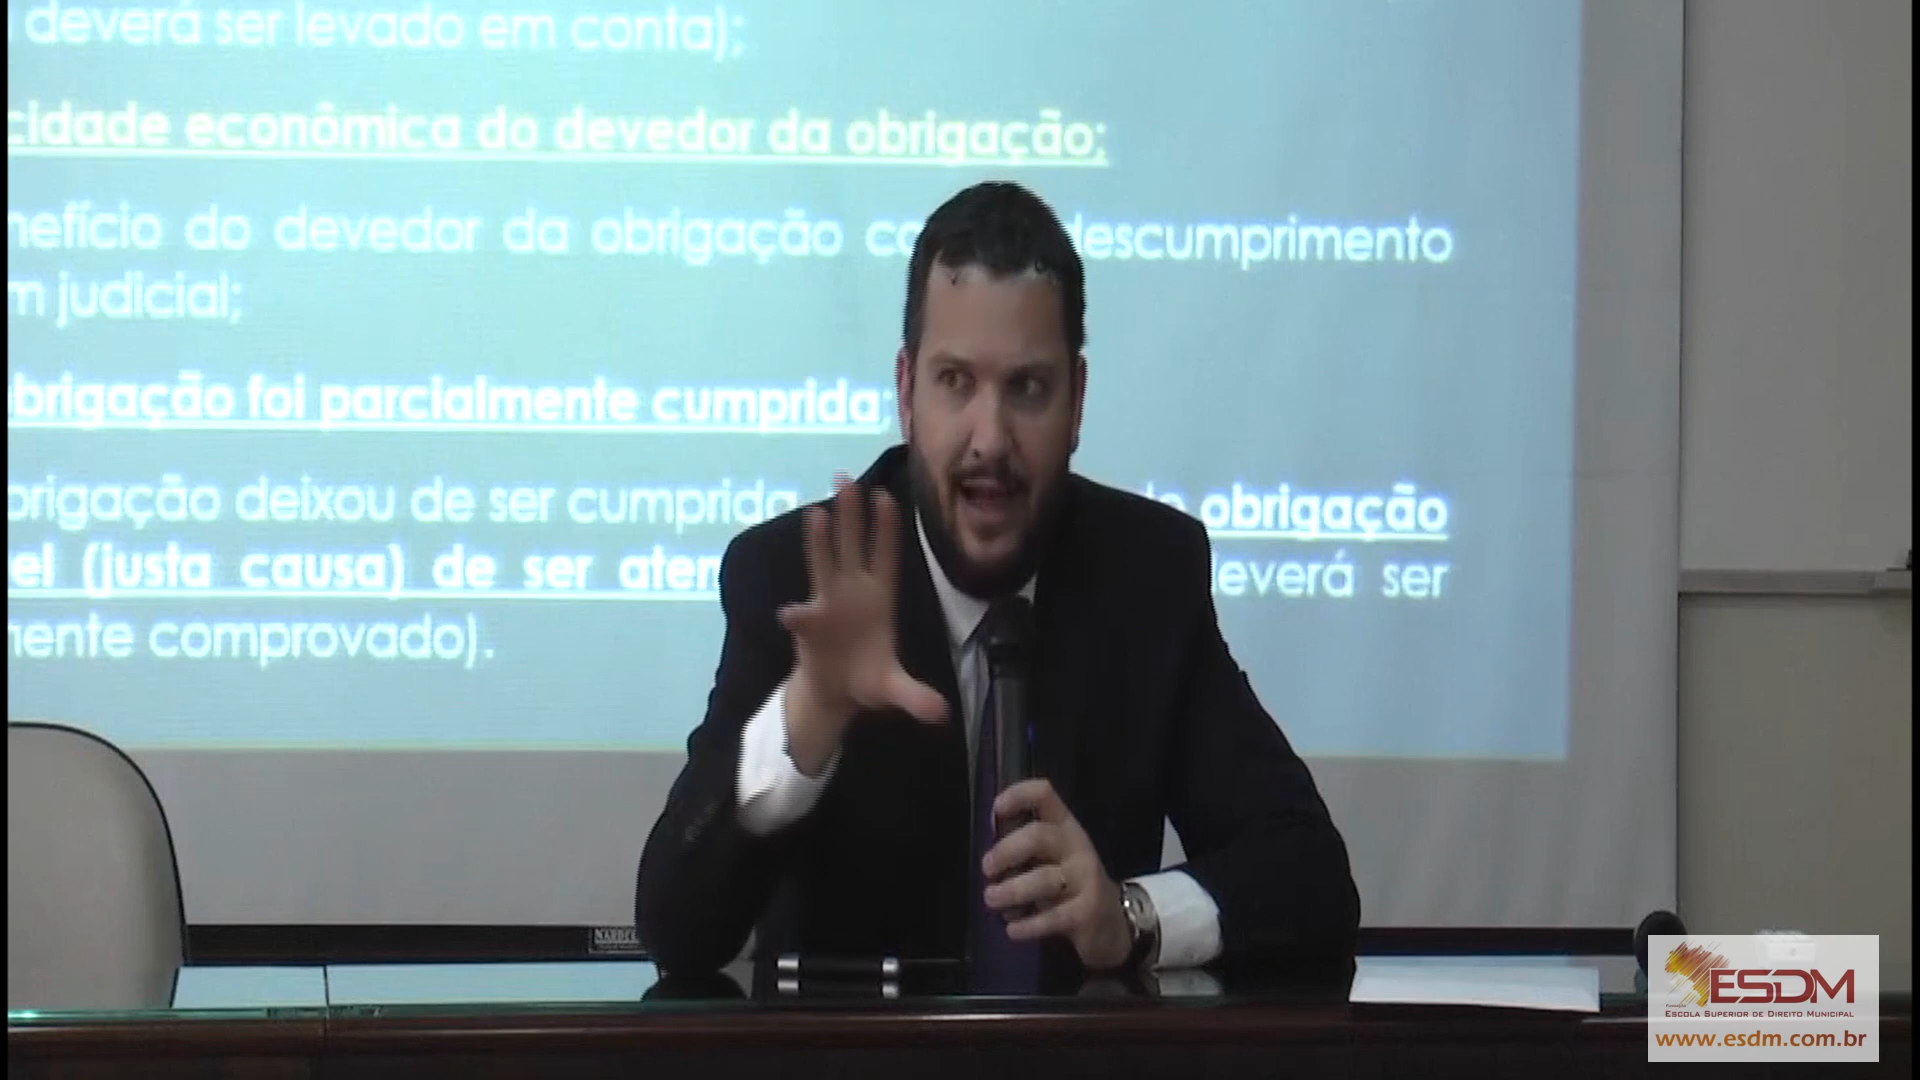 deverá ser levado em conta);
cidade econômica do devedor da obrigação;
nefício do devedor da obrigação descumprimento
m judicial;
brigação foi parcialmente cumprida;
brigação deixou de ser cumprida obrigação
el (justa causa) de ser everá ser
mente comprovado).
ESDM
ESCOLA SUPERIOR DE DIREITO MUNICIPAL
www.esdm.com.br